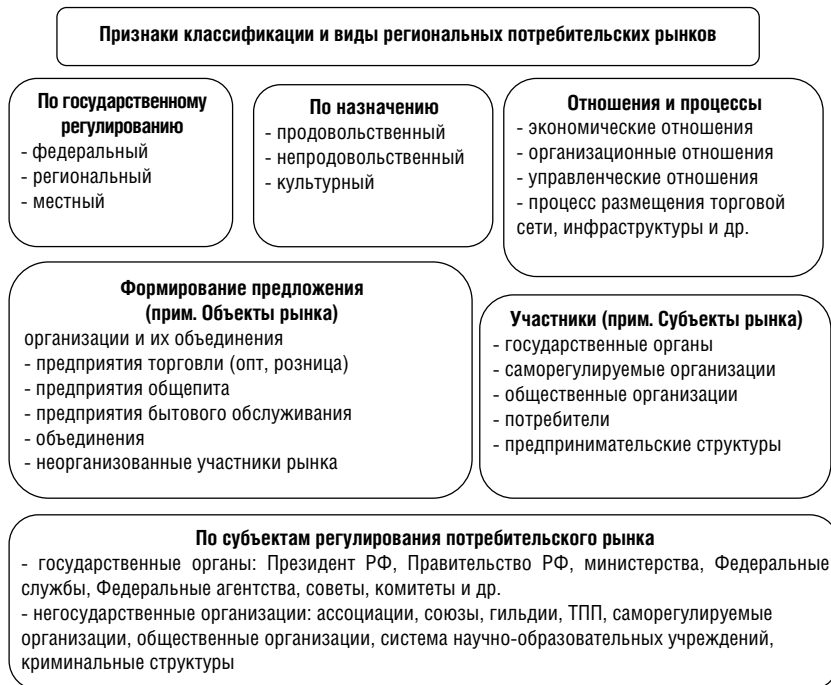 Признаки классификации и виды региональных потребительских рынков
По государственному
регулированию
- федеральный
- региональный
- местный
По назначению
- продовольственный
- непродовольственный
- культурный
Отношения и процессы
- экономические отношения
- организационные отношения
- управленческие отношения
- процесс размещения торговой
сети, инфраструктуры и др.
Формирование предложения
(прим. Объекты рынка)
организации и их объединения
- предприятия торговли (опт, розница)
- предприятия общепита
- предприятия бытового обслуживания
- объединения
- неорганизованные участники рынка
Участники (прим. Субъекты рынка)
- государственные органы
- саморегулируемые организации
- общественные организации
- потребители
- предпринимательские структуры
По субъектам регулирования потребительского рынка
- государственные органы: Президент РФ, Правительство РФ, министерства, Федеральные
службы, Федеральные агентства, советы, комитеты и др.
- негосударственные организации: ассоциации, союзы, гильдии, ТПП, саморегулируемые
организации, общественные организации, система научно-образовательных учреждений,
криминальные структуры